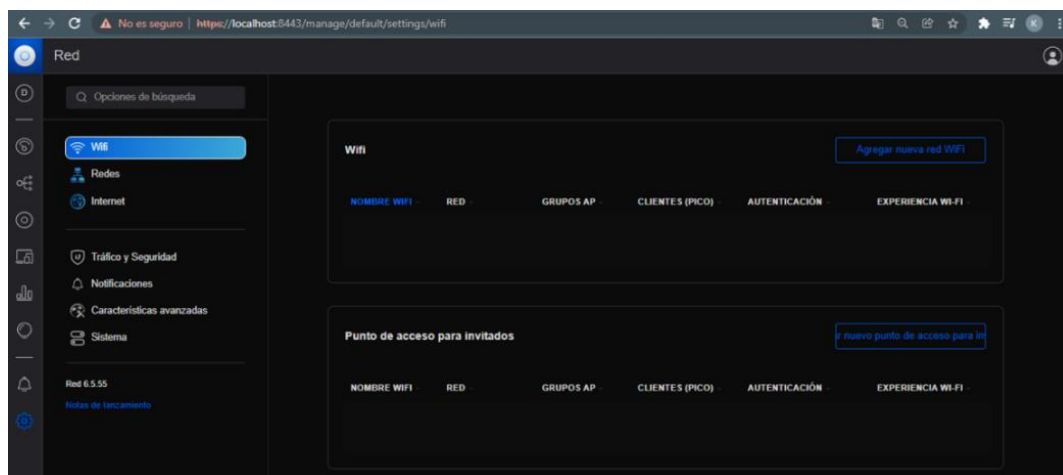 No es seguro | https://localhost:8443/manage/default/settings/wifi
K
Red
D
Opciones de búsqueda
Wifi
Redes
Internet
Tráfico y Seguridad
Notificaciones
Características avanzadas
Sistema
Red 6.5.55
Notas de lanzamiento
Wifi
Agregar nueva red WiFi
NOMBRE WIFI RED GRUPOS AP CLIENTES (PICO) AUTENTICACIÓN EXPERIENCIA WI-FI
Punto de acceso para invitados
r nuevo punto de acceso para in
NOMBRE WIFI RED GRUPOS AP CLIENTES (PICO) AUTENTICACIÓN EXPERIENCIA WI-FI